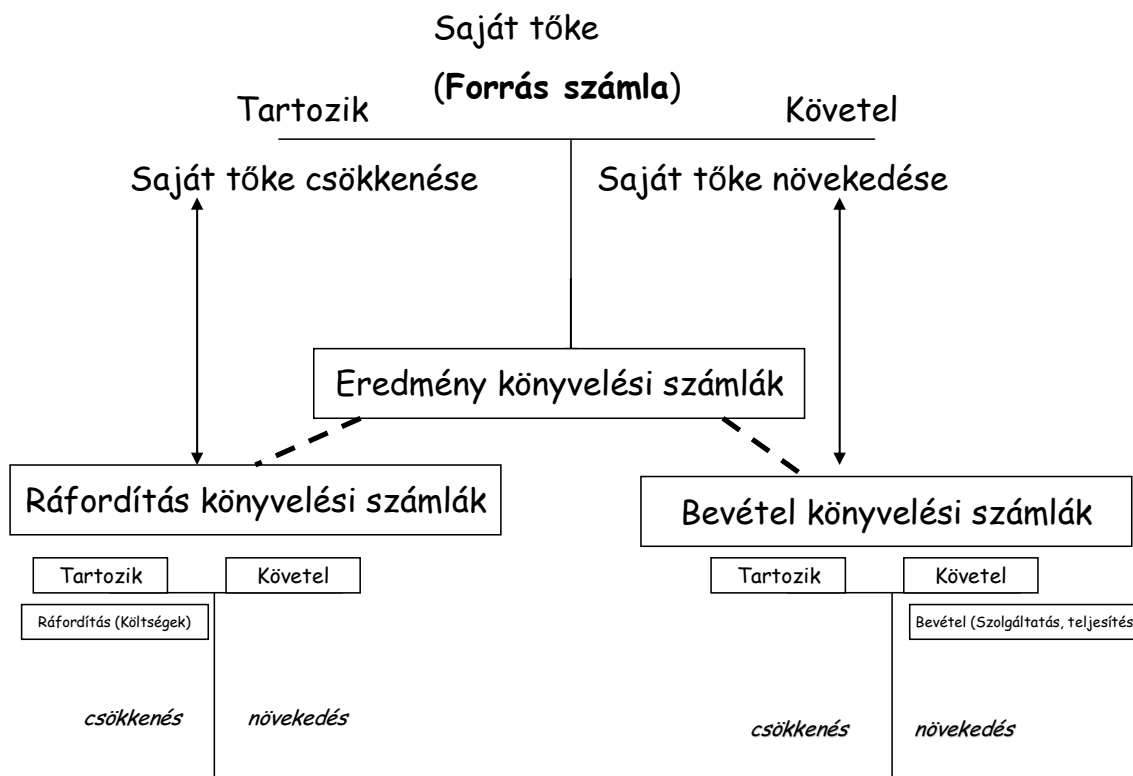 Saját tőke
(Forrás számla)
Tartozik
Követel
Saját tőke csökkenése
Saját tőke növekedése
Eredmény könyvelési számlák
Ráfordítás könyvelési számlák
Bevétel könyvelési számlák
Tartozik
Követel
Tartozik
Követel
Ráfordítás (Költségek)
Bevétel (Szolgáltatás, teljesítés
csökkenés
növekedés
csökkenés
növekedés